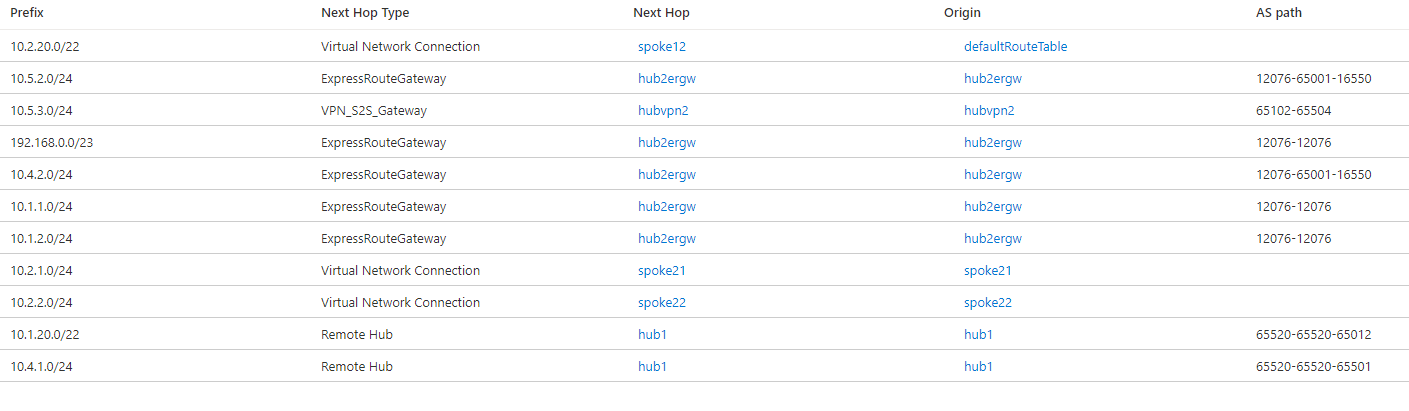 Prefix Next Hop Type Next Hop Origin AS path
10.2.20.0/22 Virtual Network Connection spoke12 defaultRouteTable
10.5.2.0/24 ExpressRouteGateway hub2ergw hub2ergw 12076-65001-16550
10.5.3.0/24 VPN_S2S_Gateway hubvpn2 hubvpn2 65102-65504
192.168.0.0/23 ExpressRouteGateway hub2ergw hub2ergw 12076-12076
10.4.2.0/24 ExpressRouteGateway hub2ergw hub2ergw 12076-65001-16550
10.1.1.0/24 ExpressRouteGateway hub2ergw hub2ergw 12076-12076
10.1.2.0/24 ExpressRouteGateway hub2ergw hub2ergw 12076-12076
10.2.1.0/24 Virtual Network Connection spoke21 spoke21
10.2.2.0/24 Virtual Network Connection spoke22 spoke22
10.1.20.0/22 Remote Hub hub1 hub1 65520-65520-65012
10.4.1.0/24 Remote Hub hub1 hub1 65520-65520-65501